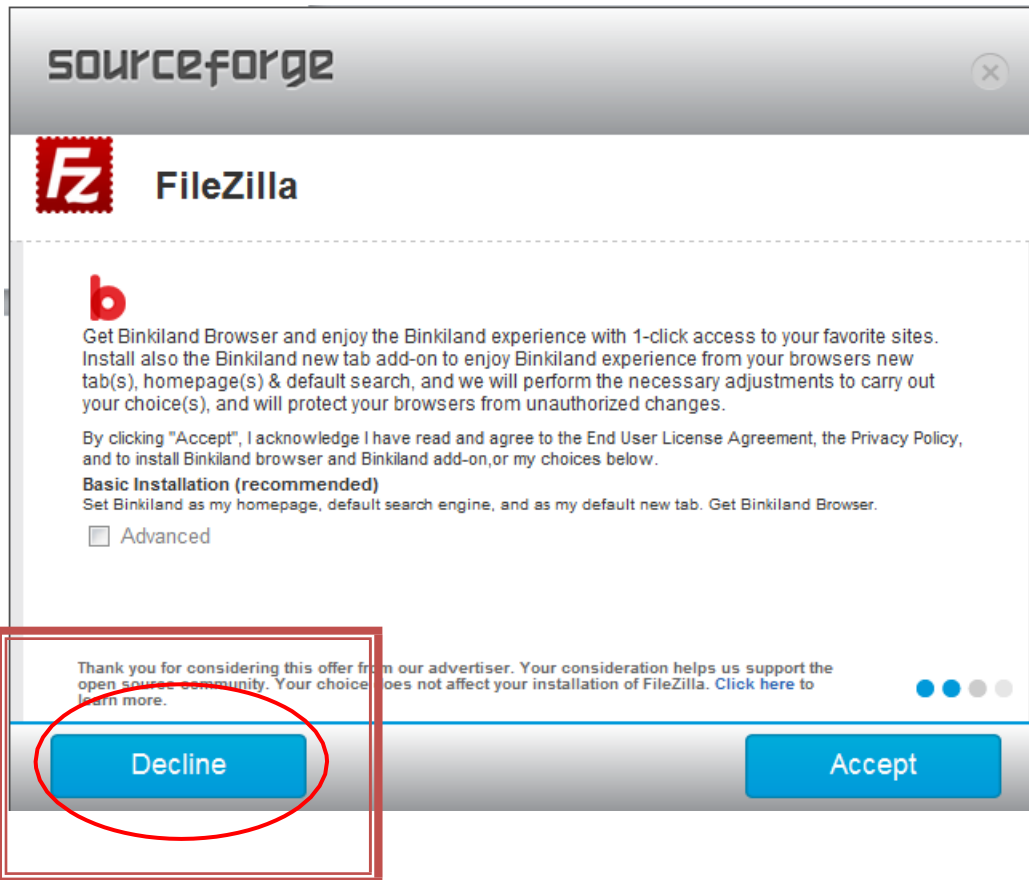 sourceforge
Fz
FileZilla
b
Get Binkiland Browser and enjoy the Binkiland experience with 1-click access to your favorite sites.
Install also the Binkiland new tab add-on to enjoy Binkiland experience from your browsers new
tab(s), homepage(s) & default search, and we will perform the necessary adjustments to carry out
your choice(s), and will protect your browsers from unauthorized changes.
By clicking "Accept", I acknowledge I have read and agree to the End User License Agreement, the Privacy Policy,
and to install Binkiland browser and Binkiland add-on,or my choices below.
Basic Installation (recommended)
Set Binkiland as my homepage, default search engine, and as my default new tab. Get Binkiland Browser.
Advanced
Thank you for considering this offer from our advertiser. Your consideration helps us support the
open source community. Your choice does not affect your installation of FileZilla. Click here to
learn more.
Decline
Accept